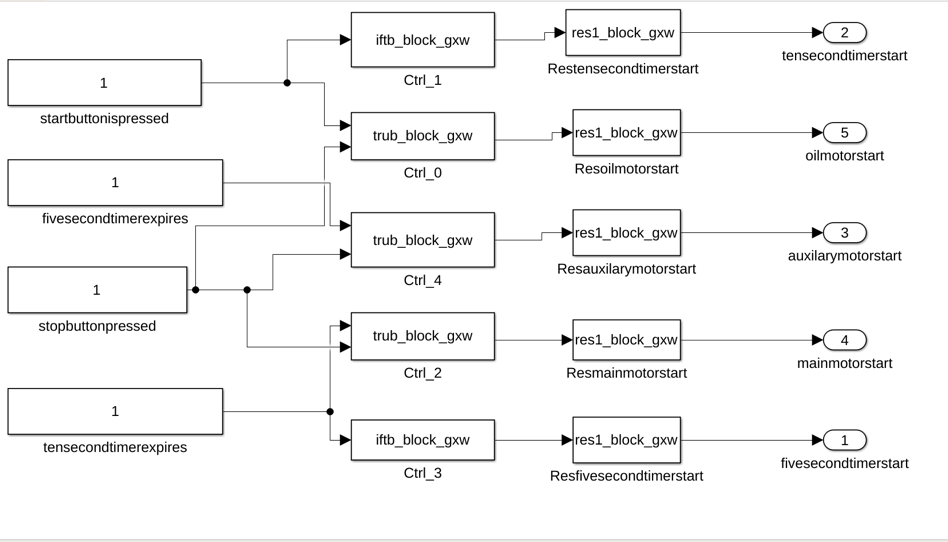 iftb_block_gxw
Ctrl_1
res1_block_gxw
Restensecondtimerstart
2
tensecondtimerstart
1
startbuttonispressed
trub_block_gxw
Ctrl_0
res1_block_gxw
Resoilmotorstart
5
oilmotorstart
1
fivesecondtimerexpires
trub_block_gxw
Ctrl_4
res1_block_gxw
Resauxilarymotorstart
3
auxilarymotorstart
1
stopbuttonpressed
trub_block_gxw
Ctrl_2
res1_block_gxw
Resmainmotorstart
4
mainmotorstart
1
tensecondtimerexpires
iftb_block_gxw
Ctrl_3
res1_block_gxw
Resfivesecondtimerstart
1
fivesecondtimerstart